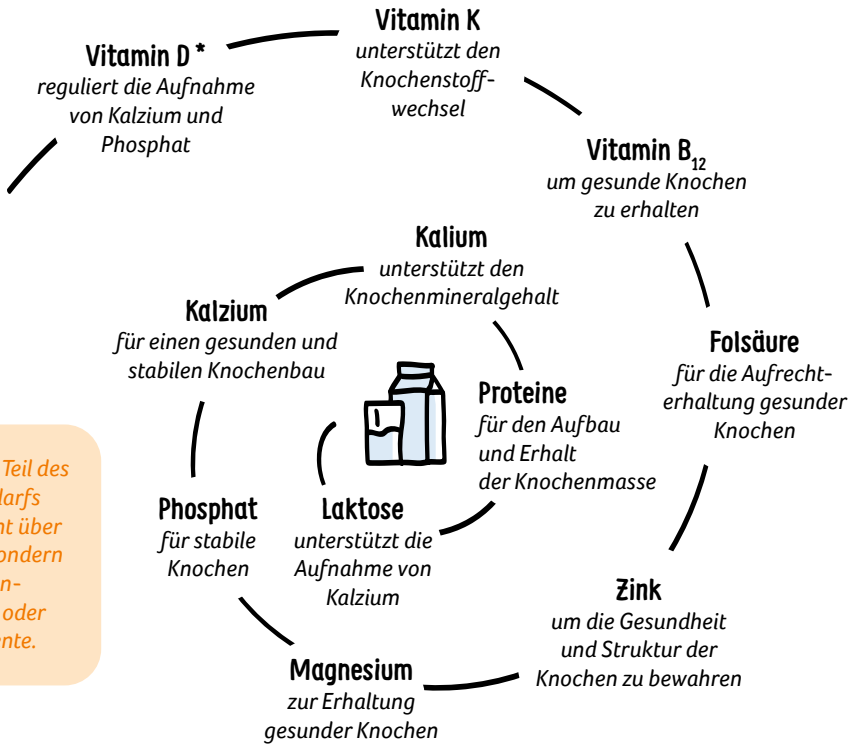 Vitamin K
unterstützt den
Knochenstoff-
wechsel
Vitamin D *
reguliert die Aufnahme
von Kalzium und
Phosphat
Vitamin B12
um gesunde Knochen
zu erhalten
Kalium
unterstützt den
Knochenmineralgehalt
Kalzium
für einen gesunden und
stabilen Knochenbau
Folsäure
für die Aufrecht-
erhaltung gesunder
Knochen
Proteine
für den Aufbau
und Erhalt
der Knochenmasse
Teil des
über
oder
Phosphat
für stabile
Knochen
Laktose
unterstützt die
Aufnahme von
Kalzium
Zink
um die Gesundheit
und Struktur der
Knochen zu bewahren
Magnesium
zur Erhaltung
gesunder Knochen